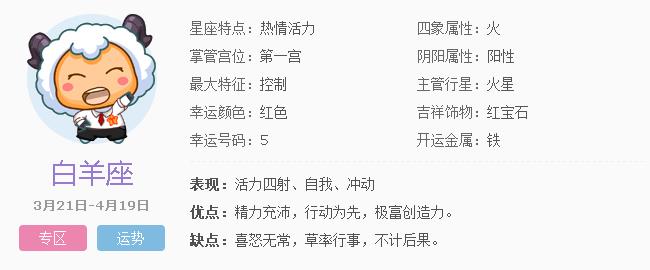 星座特点：热情活力
四象属性：火
掌管宫位：第一宫
阴阳属性：阳性
最大特征：控制
主管行星：火星
幸运颜色：红色
吉祥饰物：红宝石
幸运号码：5
开运金属：铁
白羊座
3月21日-4月19日
专区
运势
表现：活力四射、自我、冲动
优点：精力充沛，行动为先，极富创造力。
缺点：喜怒无常，草率行事，不计后果。